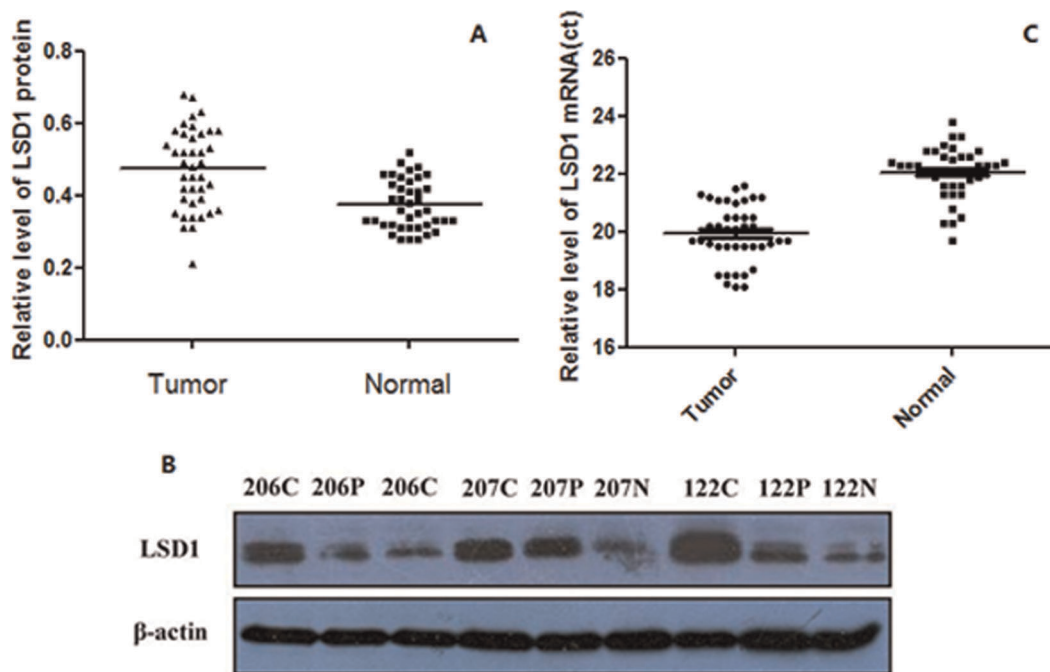 A
Relative level of LSD1 protein
0.8
0.6
0.4
0.2
0.0
Tumor
Normal
C
Relative level of LSD1 mRNA(ct)
26
24
22
20
18
16
Tumor
Normal
B
206C 206P 206C 207C 207P 207N 122C 122P 122N
LSD1
β-actin